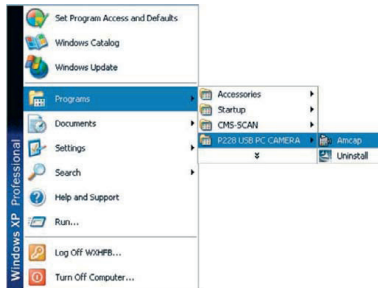 Set Program Access and Defaults
Windows Catalog
Windows Update
Programs
Documents
Settings
Search
Help and Support
Run...
Log Off WXHFB...
Turn Off Computer...
Windows XP Professional
Accessories
Startup
CMS-SCAN
P228 USB PC CAMERA
Amcap
Uninstall